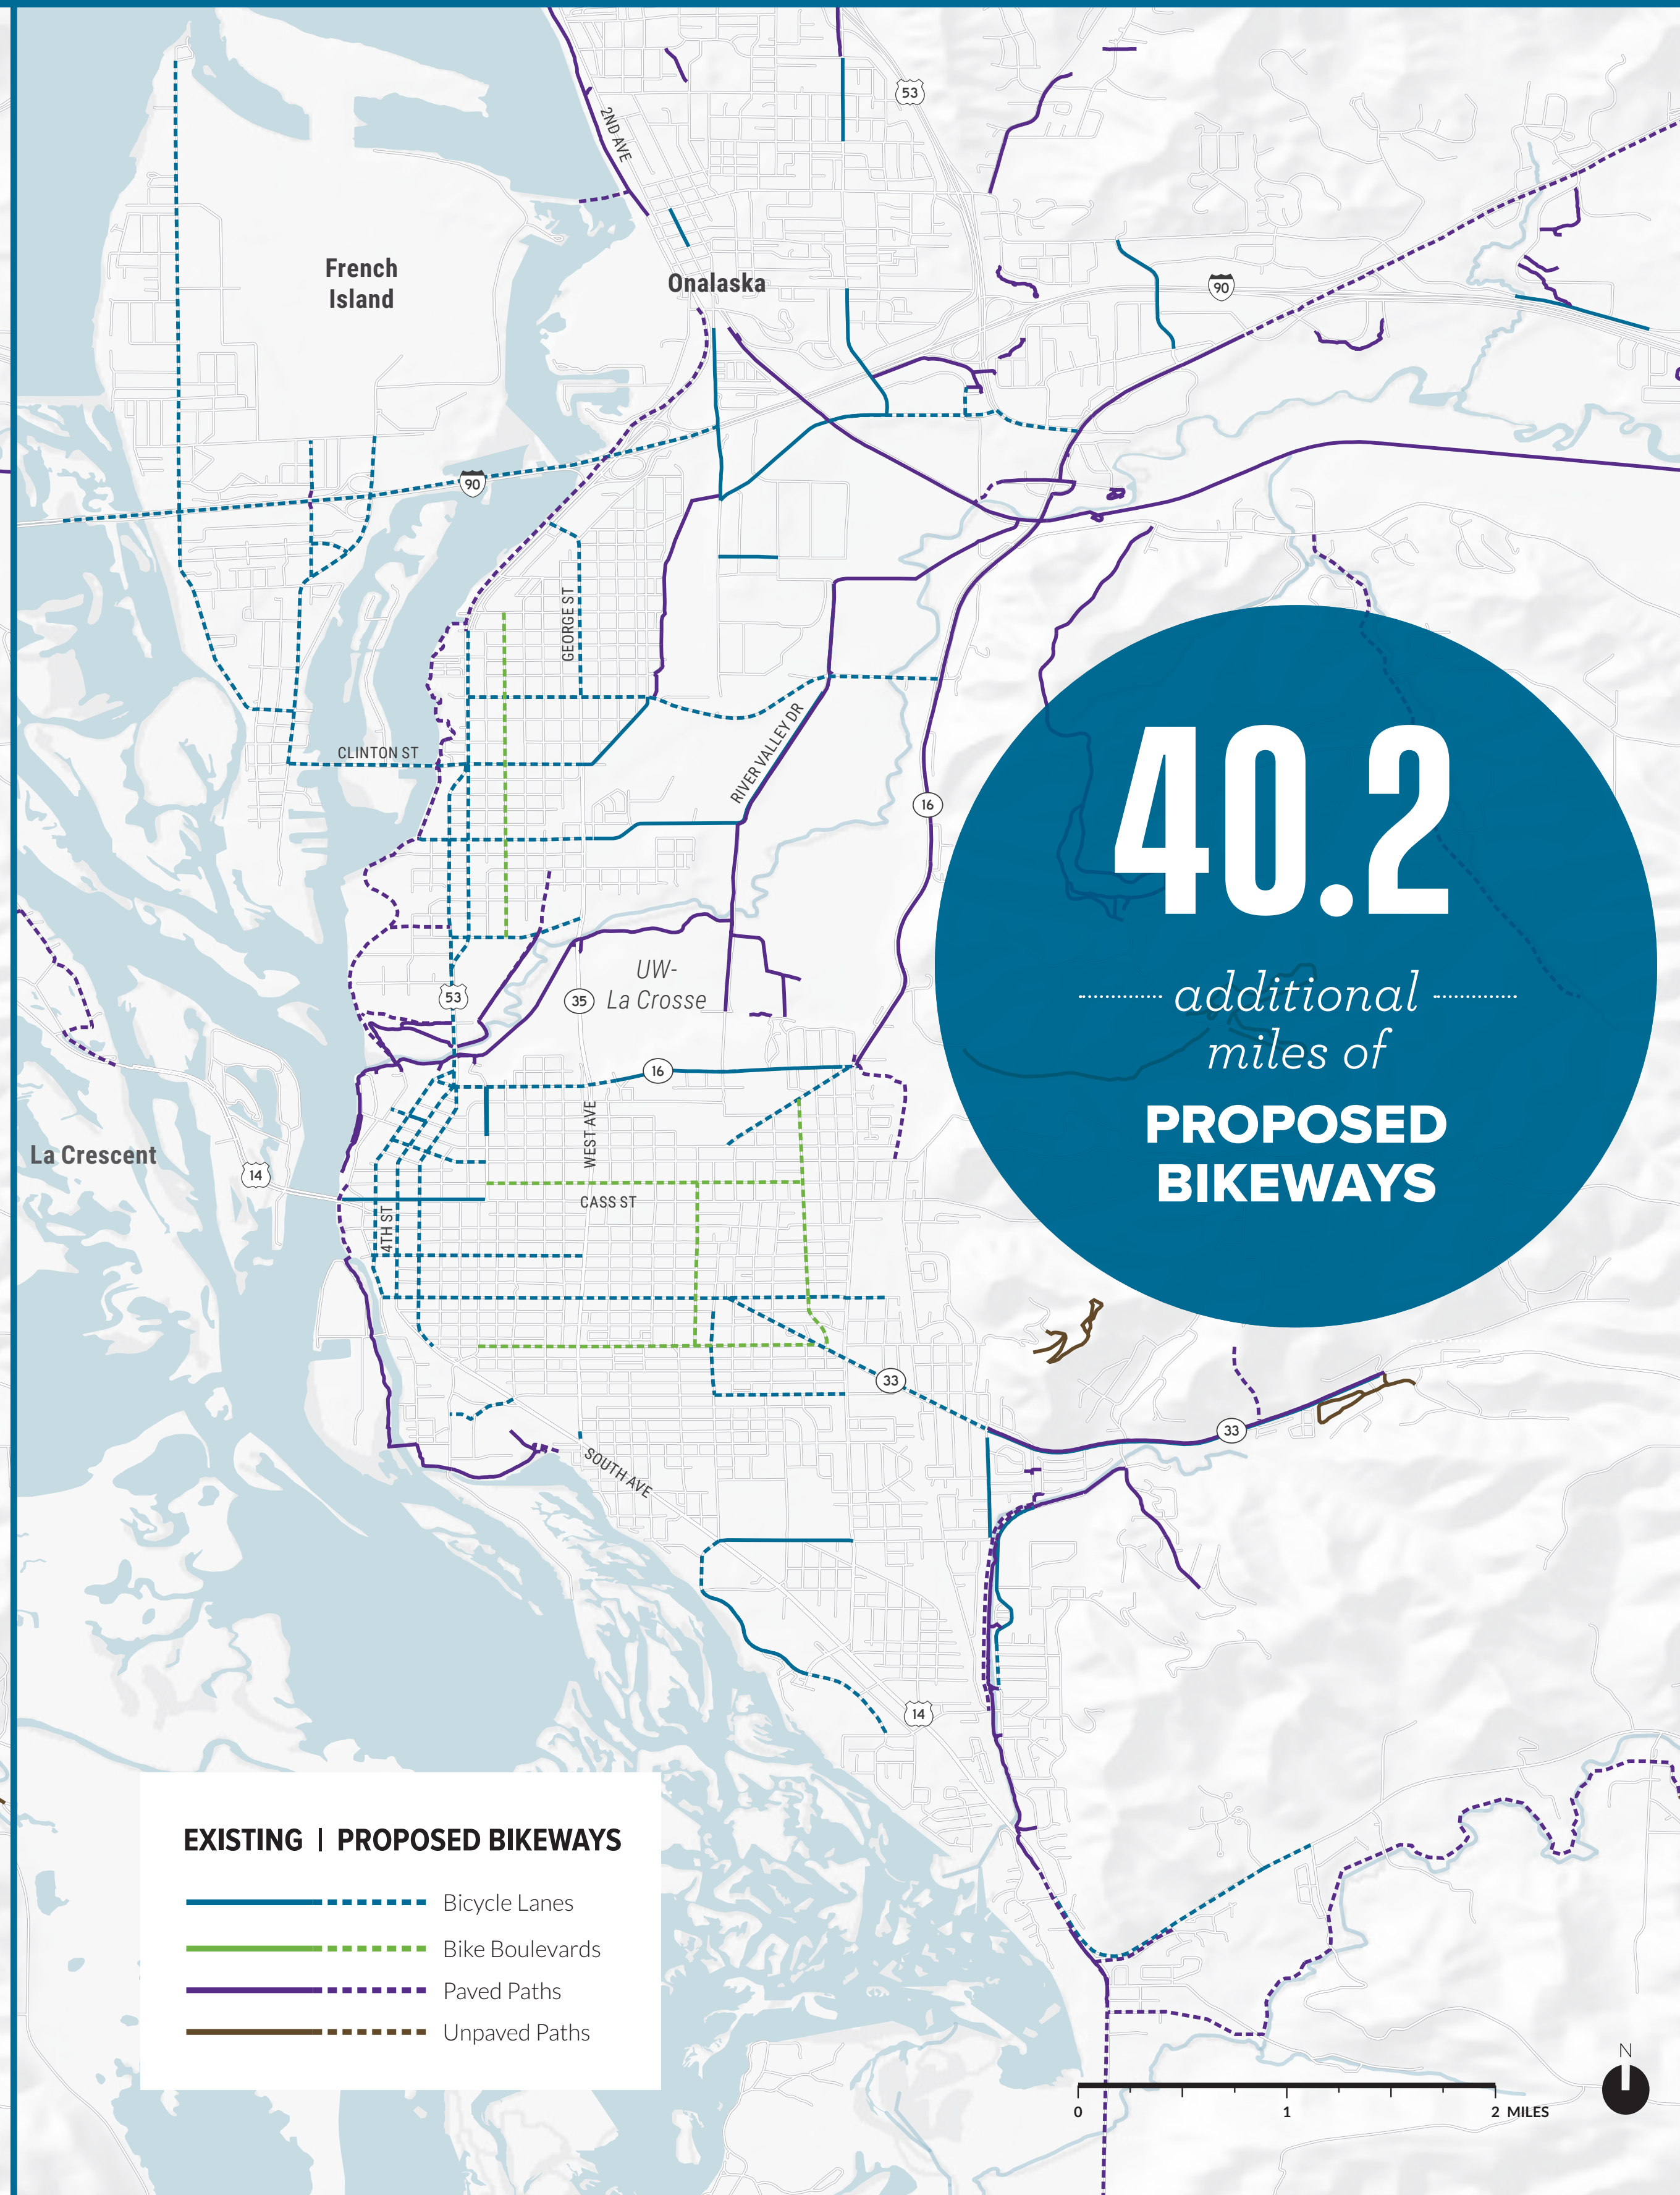 53
2ND AVE
French
Island
Onalaska
90
90
GEORGE ST
CLINTON ST
RIVER VALLEY DR
16
40.2
additional
miles of
PROPOSED
BIKEWAYS
UW-
La Crosse
53
35
16
WEST AVE
La Crescent
14
CASS ST
4TH ST
33
33
SOUTH AVE
14
EXISTING | PROPOSED BIKEWAYS
Bicycle Lanes
Bike Boulevards
Paved Paths
Unpaved Paths
N
0 1 2 MILES